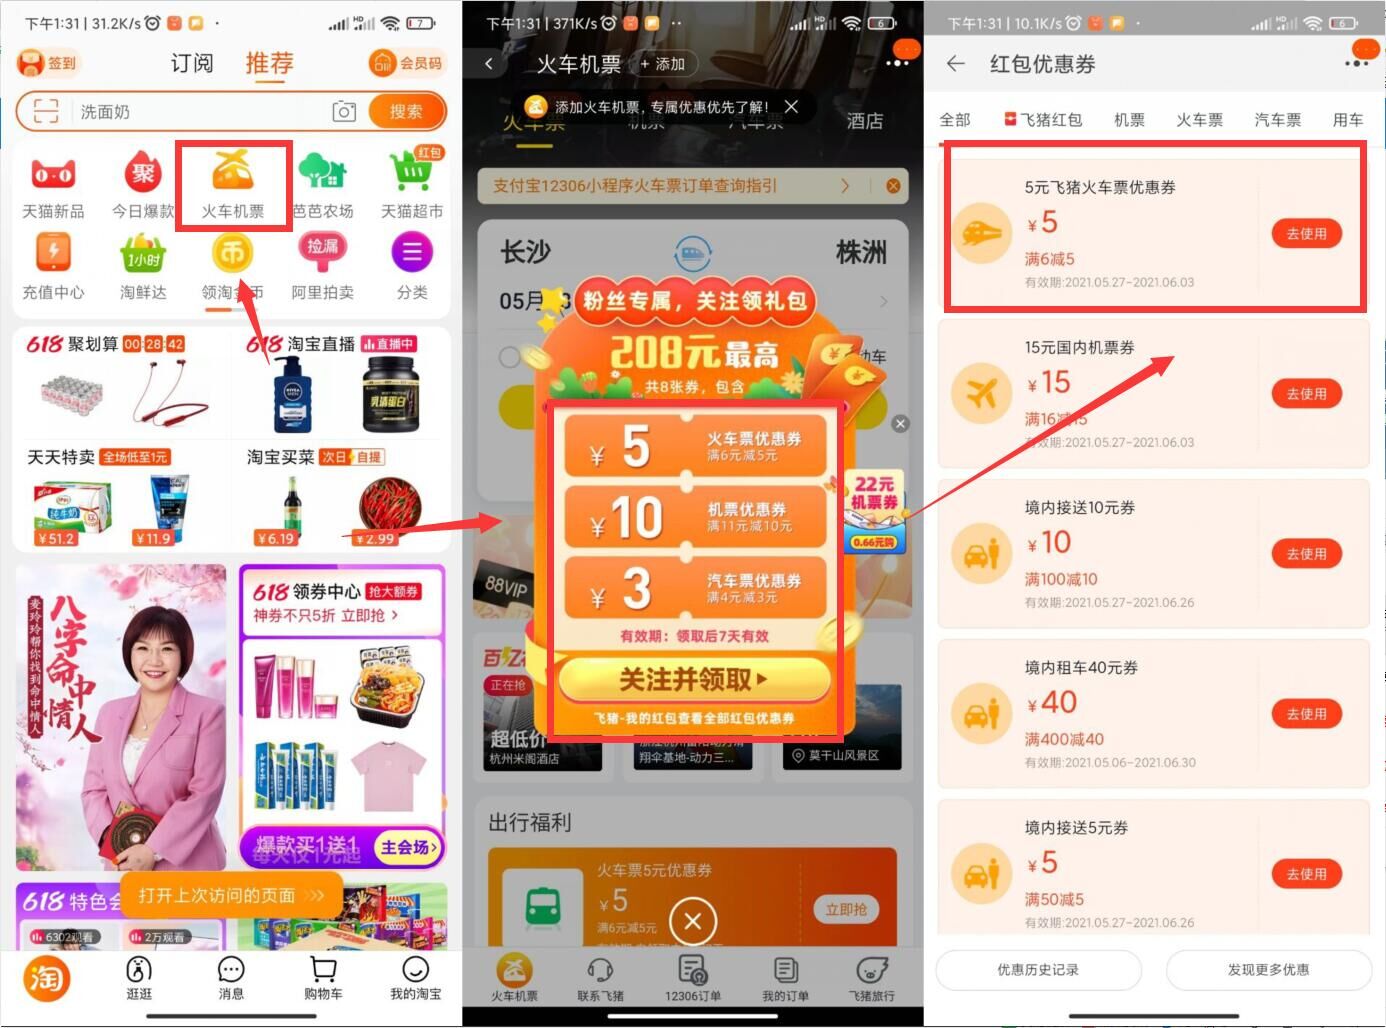 下午1:31 | 31.2K/s
7
签到
订阅
推荐
会员码
洗面奶
搜索
红包
天猫新品
今日爆款
火车机票
芭芭农场
天猫超市
1小时
捡漏
充值中心
淘鲜达
领淘金币
阿里拍卖
分类
618 聚划算 00:28:42
618 淘宝直播 直播中
天天特卖 全场低至1元
淘宝买菜 次日 自提
¥51.2
¥11.9
¥6.19
¥2.99
八字命中
情人
麦玲玲帮你找到命中情人
618 领券中心 抢大额券
神券不只5折 立即抢 >
爆款买1送1
主会场>
618 特色会
打开上次访问的页面
6302观看
2万观看
淘
逛逛
消息
购物车
我的淘宝
下午1:31 | 371K/s
6
火车机票
+ 添加
添加火车机票，专属优惠优先了解！
火车票
机票
汽车票
酒店
支付宝12306小程序火车票订单查询指引
长沙
株洲
05月
粉丝专属，关注领礼包
208元最高
共8张券，包含
动车
¥ 5
火车票优惠券
满6元减5元
¥ 10
机票优惠券
满11元减10元
¥ 3
汽车票优惠券
满4元减3元
有效期：领取后7天有效
关注并领取
飞猪-我的红包查看全部红包优惠券
22元
机票券
0.66元购
88VIP
正在抢
超低价
杭州米阁酒店
翔伞基地-动力三...
莫干山风景区
出行福利
火车票5元优惠券
¥5
满6元减5元
立即抢
火车机票
联系飞猪
12306订单
我的订单
飞猪旅行
下午1:31 | 10.1K/s
6
红包优惠券
全部
飞猪红包
机票
火车票
汽车票
用车
5元飞猪火车票优惠券
¥ 5
满6减5
有效期:2021.05.27-2021.06.03
去使用
15元国内机票券
¥ 15
满16减15
有效期:2021.05.27-2021.06.03
去使用
境内接送10元券
¥ 10
满100减10
有效期:2021.05.27-2021.06.26
去使用
境内租车40元券
¥ 40
满400减40
有效期:2021.05.06-2021.06.30
去使用
境内接送5元券
¥ 5
满50减5
有效期:2021.05.27-2021.06.26
去使用
优惠历史记录
发现更多优惠